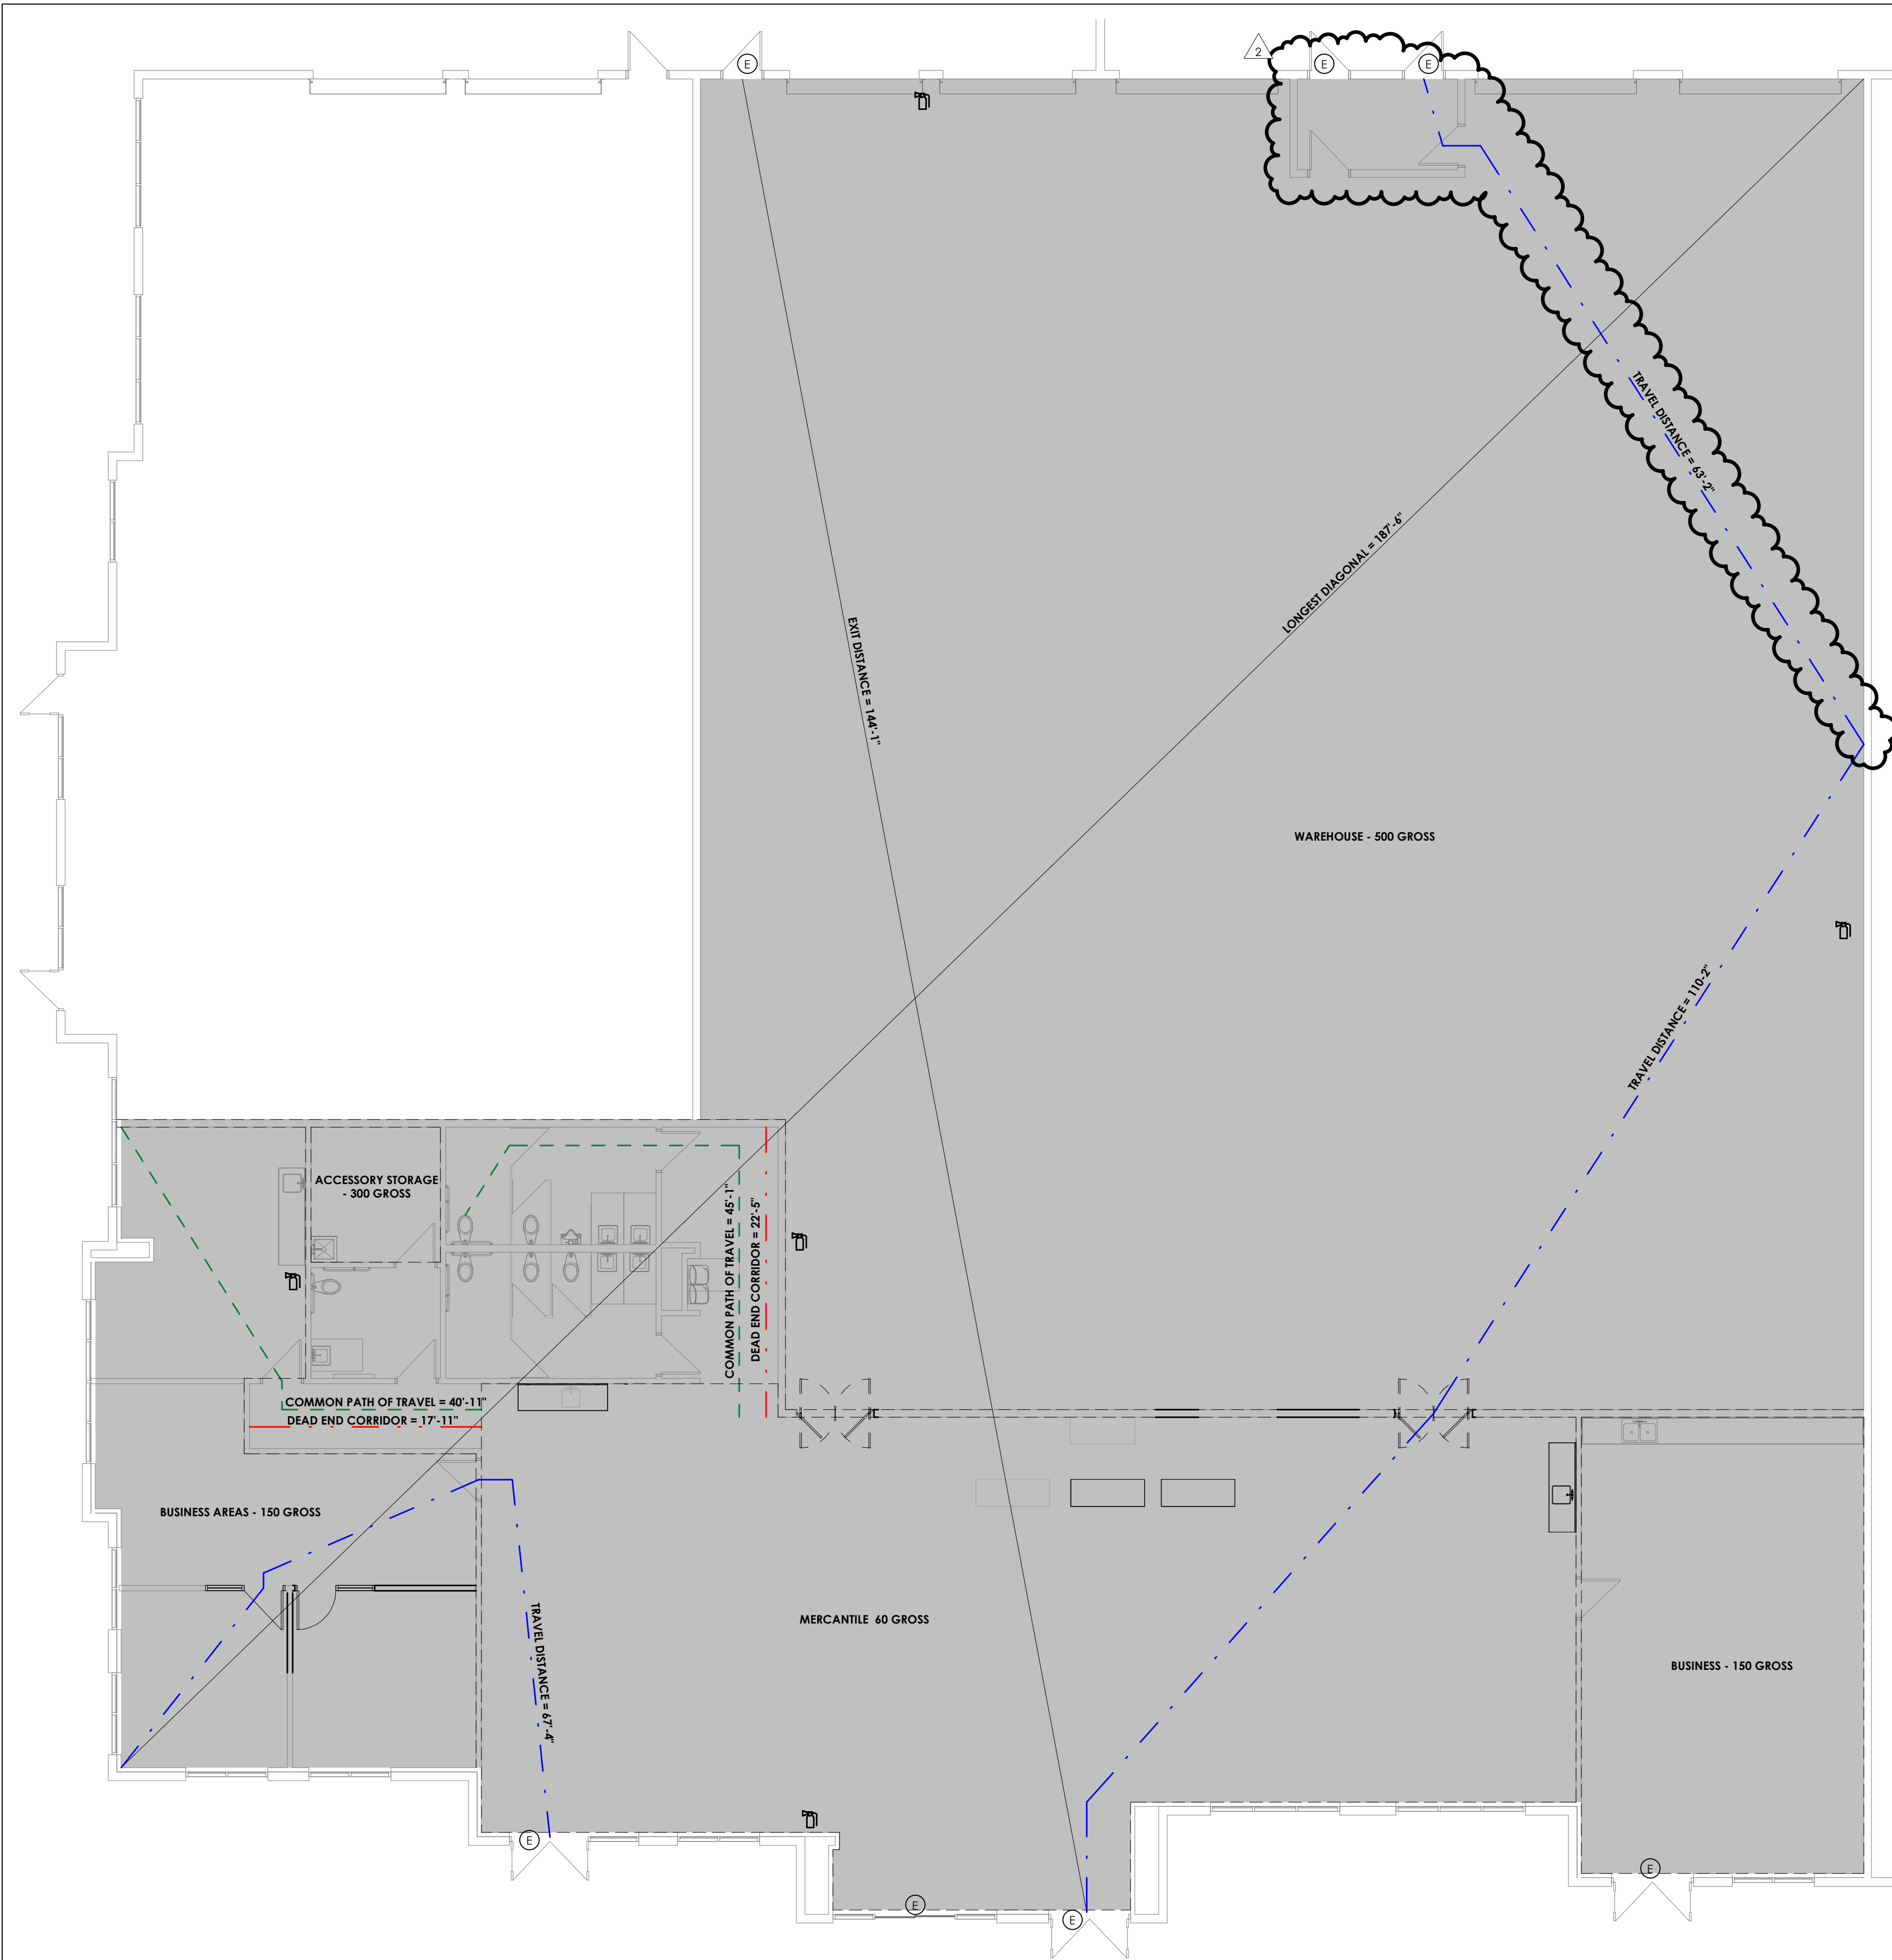 E
2
E
E
TRAVEL DISTANCE = 63'-2"
LONGEST DIAGONAL = 187'-6"
EXIT DISTANCE = 144'-1"
WAREHOUSE - 500 GROSS
TRAVEL DISTANCE = 110-2"
ACCESSORY STORAGE
- 300 GROSS
COMMON PATH OF TRAVEL = 45'-1"
DEAD END CORRIDOR = 22'-5"
COMMON PATH OF TRAVEL = 40'-11"
DEAD END CORRIDOR = 17'-11"
BUSINESS AREAS - 150 GROSS
TRAVEL DISTANCE = 67'-4"
MERCANTILE 60 GROSS
BUSINESS - 150 GROSS
E
E
E
E